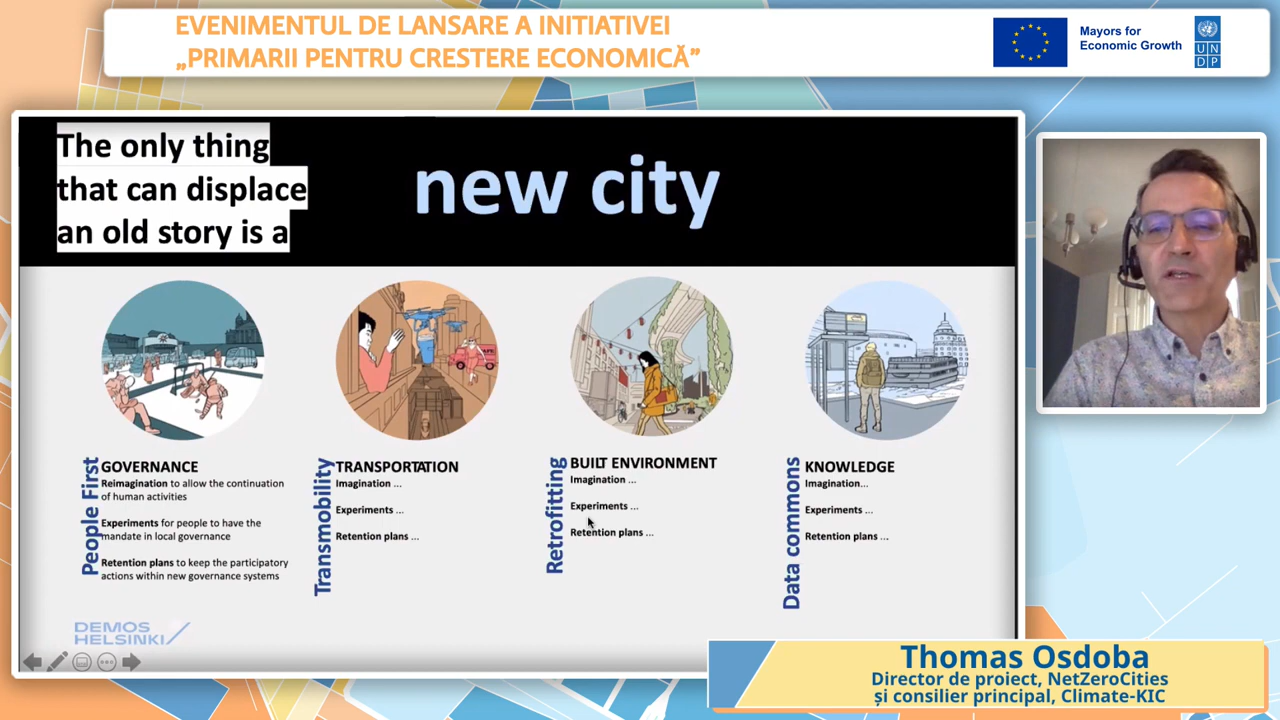 EVENIMENTUL DE LANSARE A INITIATIVEI
„PRIMARII PENTRU CRESTERE ECONOMICĂ”
Mayors for
Economic Growth
UN
DP
The only thing
that can displace
an old story is a
new city
People First
GOVERNANCE
Reimagination to allow the continuation
of human activities
Experiments for people to have the
mandate in local governance
Retention plans to keep the participatory
actions within new governance systems
Transmobility
TRANSPORTATION
Imagination ...
Experiments ...
Retention plans ...
Retrofitting
BUILT ENVIRONMENT
Imagination ...
Experiments ...
Retention plans ...
Data commons
KNOWLEDGE
Imagination...
Experiments ...
Retention plans ...
DEMOS
HELSINKI
Thomas Osdoba
Director de proiect, NetZeroCities
și consilier principal, Climate-KIC